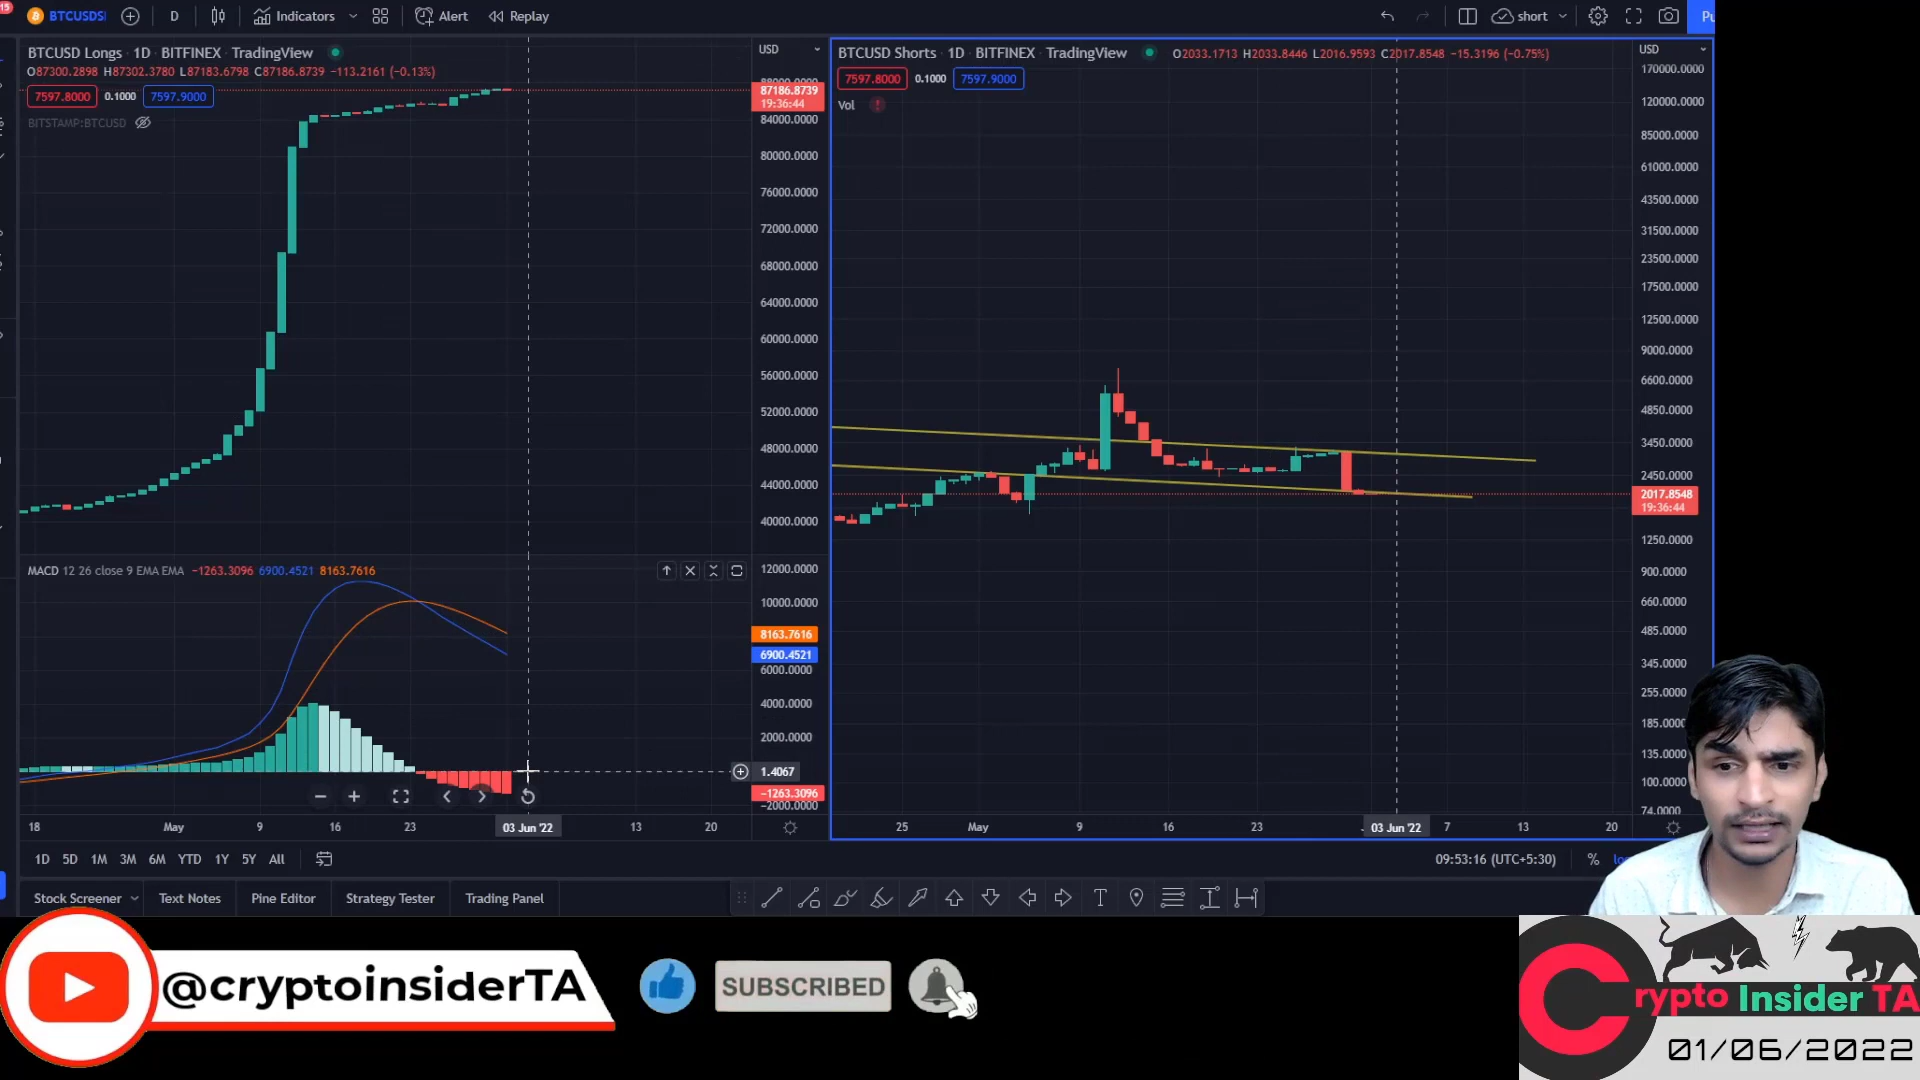 15
BTCUSDS
D
Indicators
Alert
Replay
short
BTCUSD Longs · 1D · BITFINEX · TradingView
O87300.2898 H87302.3780 L87183.6798 C87186.8739 −113.2161 (−0.13%)
7597.8000 0.1000 7597.9000
BITSTAMP:BTCUSD
USD
88000.0000
87186.8739
19:36:44
84000.0000
80000.0000
76000.0000
72000.0000
68000.0000
64000.0000
60000.0000
56000.0000
52000.0000
48000.0000
44000.0000
40000.0000
MACD 12 26 close 9 EMA EMA −1263.3096 6900.4521 8163.7616
12000.0000
10000.0000
8163.7616
6900.4521
6000.0000
4000.0000
2000.0000
1.4067
−1263.3096
−2000.0000
18 May 9 16 23 03 Jun '22 13 20
BTCUSD Shorts · 1D · BITFINEX · TradingView O2033.1713 H2033.8446 L2016.9593 C2017.8548 −15.3196 (−0.75%)
7597.8000 0.1000 7597.9000
Vol !
USD
170000.0000
120000.0000
85000.0000
61000.0000
43500.0000
31500.0000
23500.0000
17500.0000
12500.0000
9000.0000
6600.0000
4850.0000
3450.0000
2450.0000
2017.8548
19:36:44
1250.0000
900.0000
660.0000
485.0000
345.0000
255.0000
185.0000
135.0000
100.0000
74.0000
25 May 9 16 23 03 Jun '22 7 13 20
1D 5D 1M 3M 6M YTD 1Y 5Y All
09:53:16 (UTC+5:30) %
Stock Screener Text Notes Pine Editor Strategy Tester Trading Panel
@cryptoinsiderTA
SUBSCRIBED
Crypto Insider TA
01/06/2022